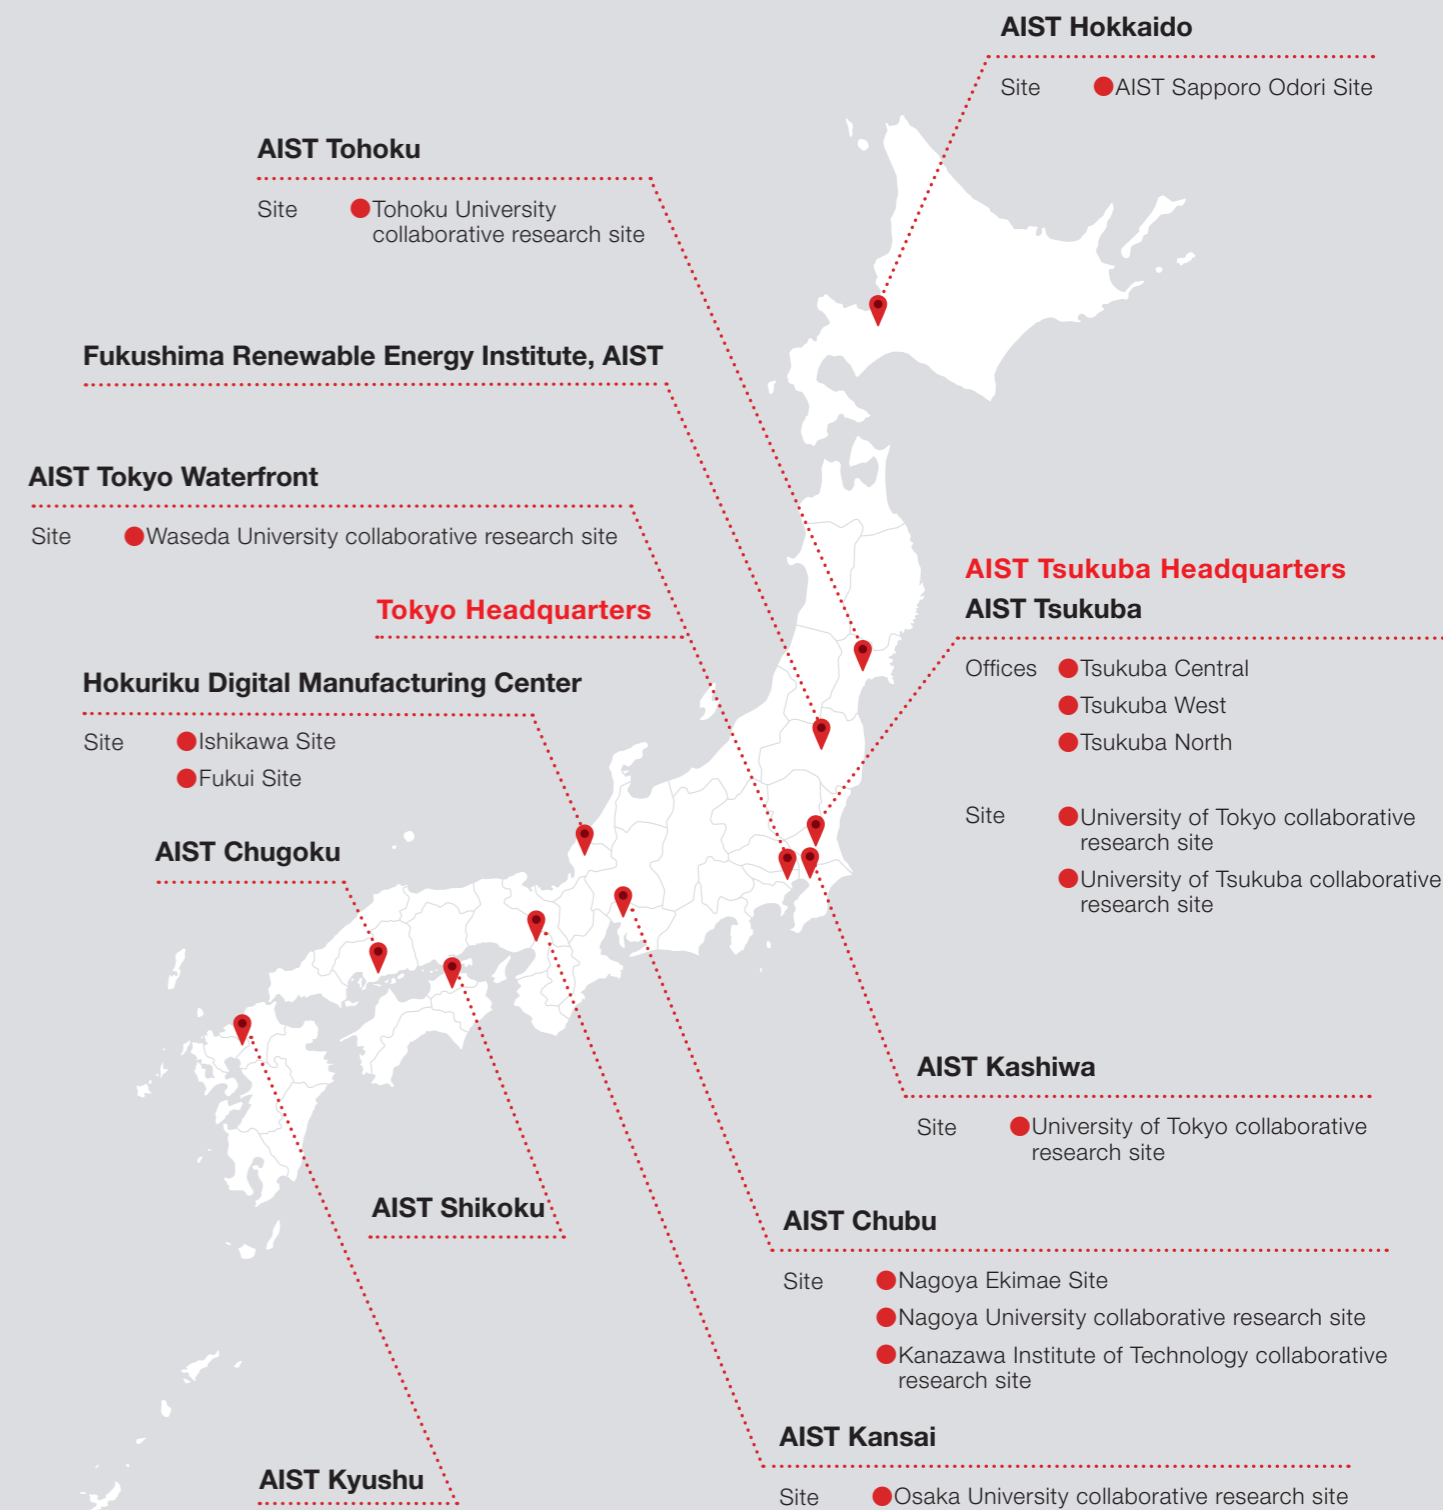 AIST Hokkaido
Site ●AIST Sapporo Odori Site
AIST Tohoku
Site ●Tohoku University
collaborative research site
Fukushima Renewable Energy Institute, AIST
AIST Tokyo Waterfront
Site ●Waseda University collaborative research site
Tokyo Headquarters
AIST Tsukuba Headquarters
AIST Tsukuba
Offices ●Tsukuba Central
●Tsukuba West
●Tsukuba North
Site ●University of Tokyo collaborative
research site
●University of Tsukuba collaborative
research site
Hokuriku Digital Manufacturing Center
Site ●Ishikawa Site
●Fukui Site
AIST Chugoku
AIST Kashiwa
Site ●University of Tokyo collaborative
research site
AIST Shikoku
AIST Chubu
Site ●Nagoya Ekimae Site
●Nagoya University collaborative research site
●Kanazawa Institute of Technology collaborative
research site
AIST Kansai
Site ●Osaka University collaborative research site
AIST Kyushu